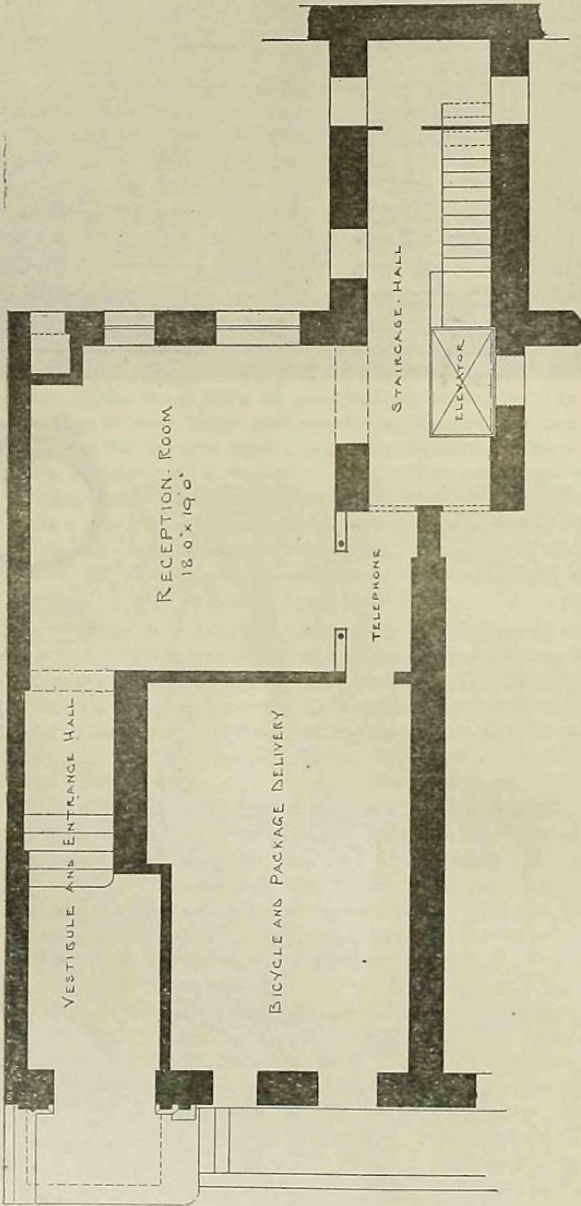 STAIRCASE · HALL
ELEVATOR
RECEPTION · ROOM
18'0" × 19'0"
TELEPHONE
VESTIBULE AND ENTRANCE HALL
BICYCLE AND PACKAGE DELIVERY